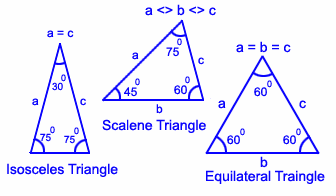 a = c
30⁰
a
c
75⁰
75⁰
Isosceles Triangle
a <> b <> c
75⁰
a
c
45⁰
60⁰
b
Scalene Triangle
a = b = c
60⁰
a
c
60⁰
60⁰
b
Equilateral Traingle